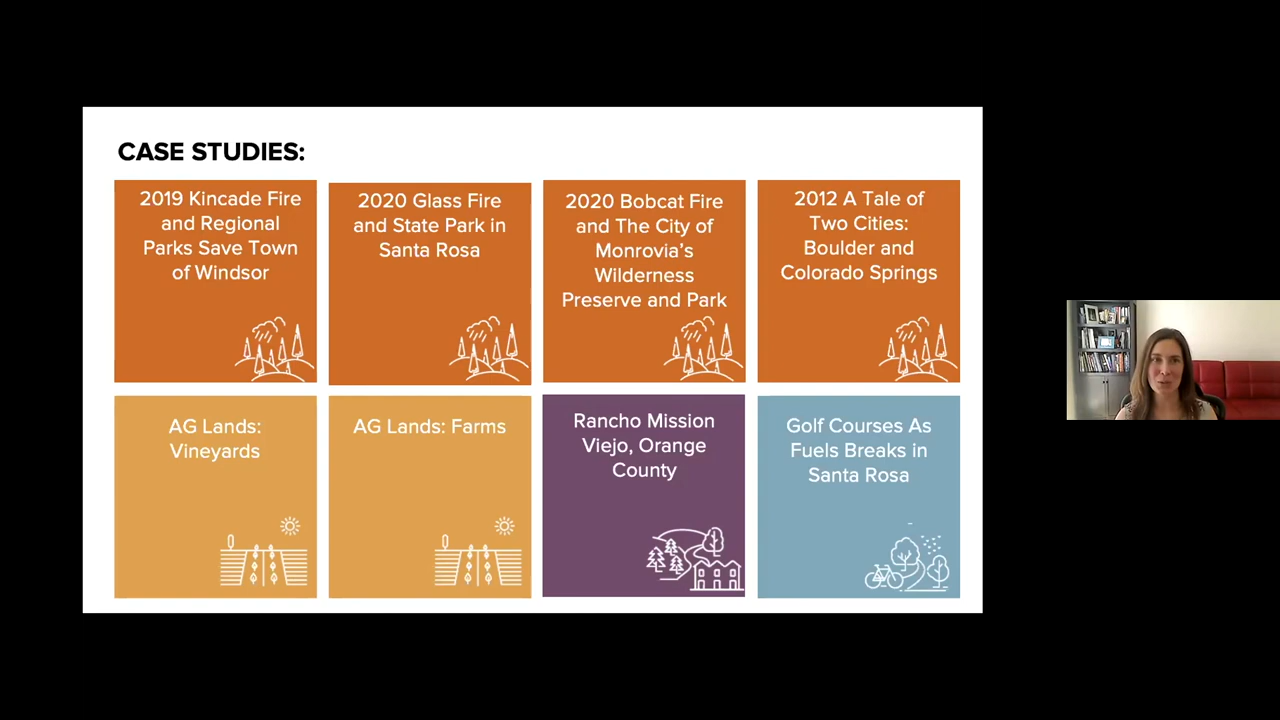 CASE STUDIES:
2019 Kincade Fire
and Regional
Parks Save Town
of Windsor
2020 Glass Fire
and State Park in
Santa Rosa
2020 Bobcat Fire
and The City of
Monrovia's
Wilderness
Preserve and Park
2012 A Tale of
Two Cities:
Boulder and
Colorado Springs
AG Lands:
Vineyards
AG Lands: Farms
Rancho Mission
Viejo, Orange
County
Golf Courses As
Fuels Breaks in
Santa Rosa